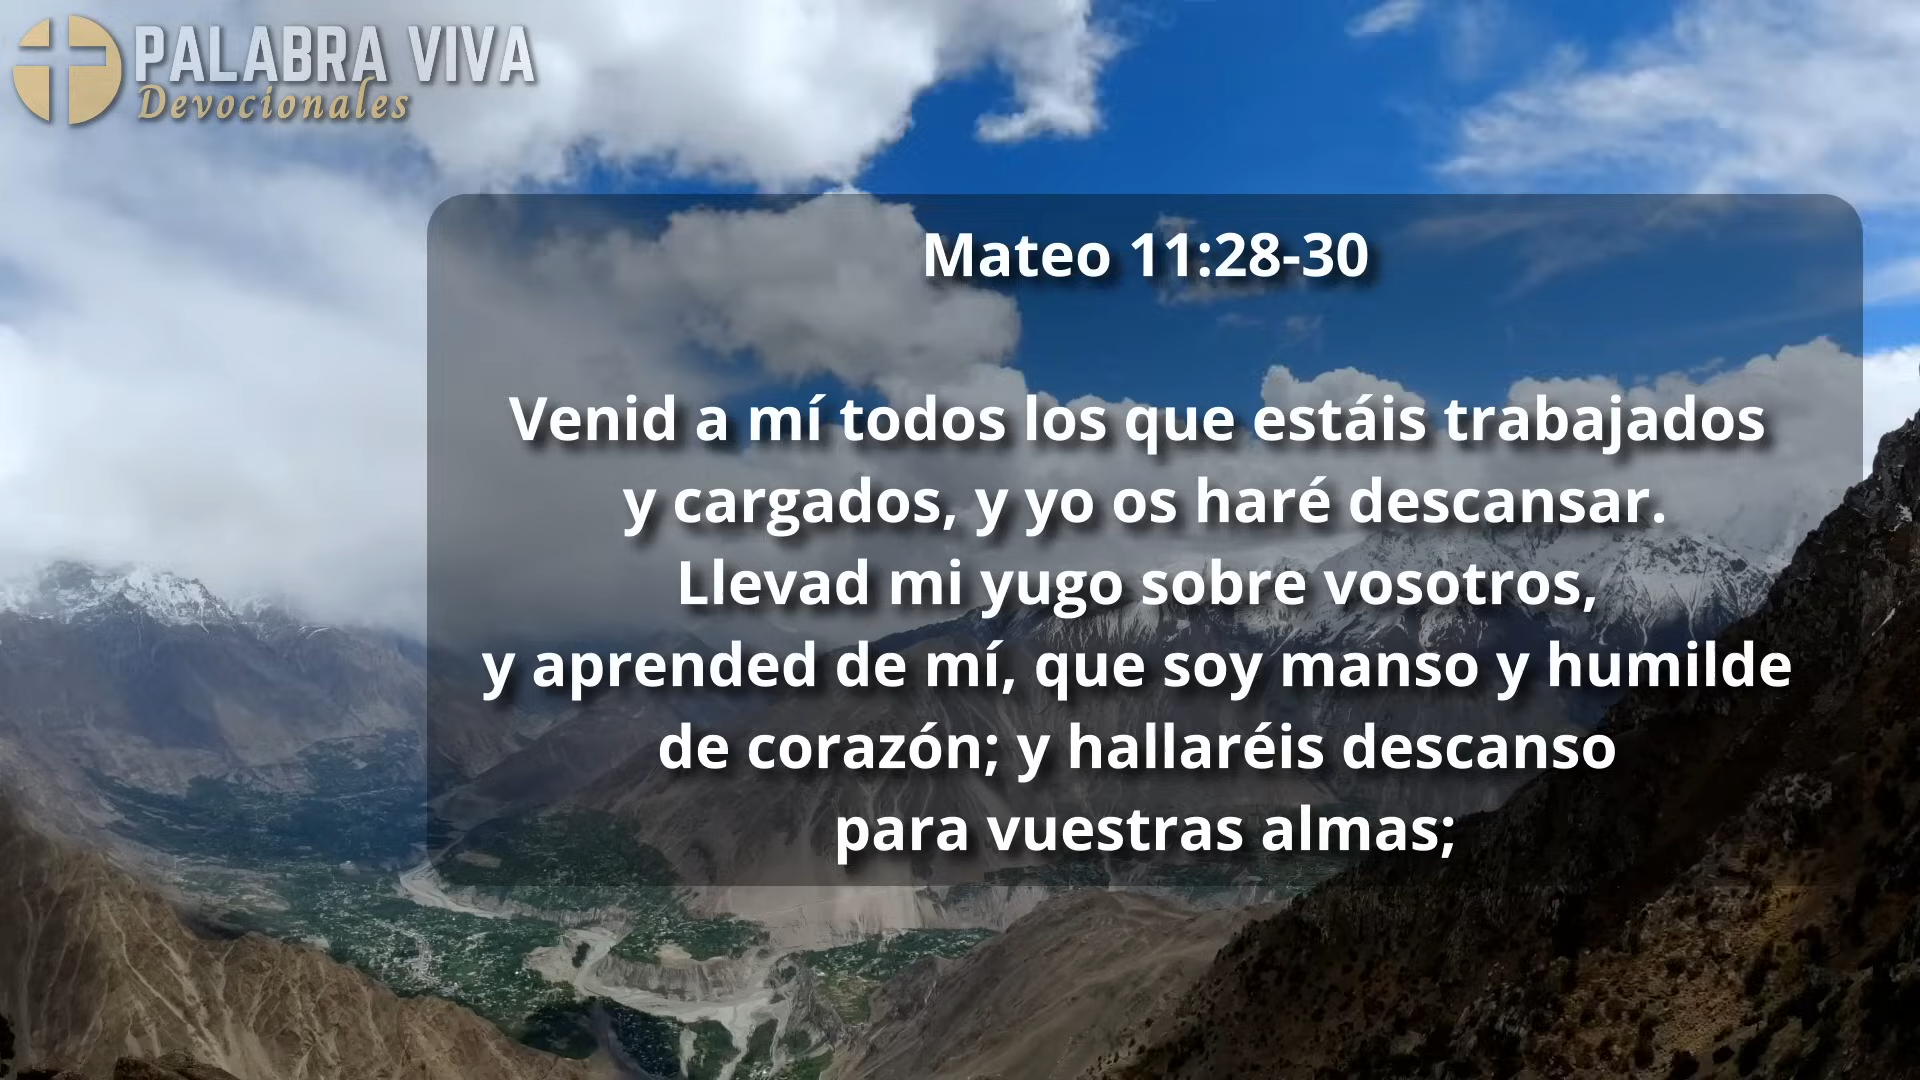 PALABRA VIVA
Devocionales
Mateo 11:28-30
Venid a mí todos los que estáis trabajados
y cargados, y yo os haré descansar.
Llevad mi yugo sobre vosotros,
y aprended de mí, que soy manso y humilde
de corazón; y hallaréis descanso
para vuestras almas;